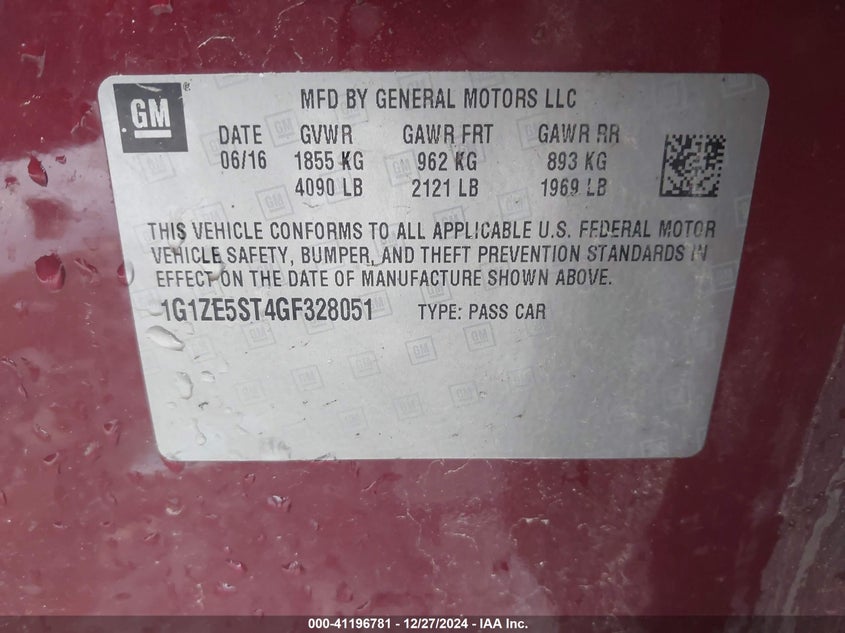 GM
MFD BY GENERAL MOTORS LLC
DATE GVWR GAWR FRT GAWR RR
06/16 1855 KG 962 KG 893 KG
4090 LB 2121 LB 1969 LB
THIS VEHICLE CONFORMS TO ALL APPLICABLE U.S. FEDERAL MOTOR
VEHICLE SAFETY, BUMPER, AND THEFT PREVENTION STANDARDS IN
EFFECT ON THE DATE OF MANUFACTURE SHOWN ABOVE.
1G1ZE5ST4GF328051 TYPE: PASS CAR
000-41196781 - 12/27/2024 - IAA Inc.